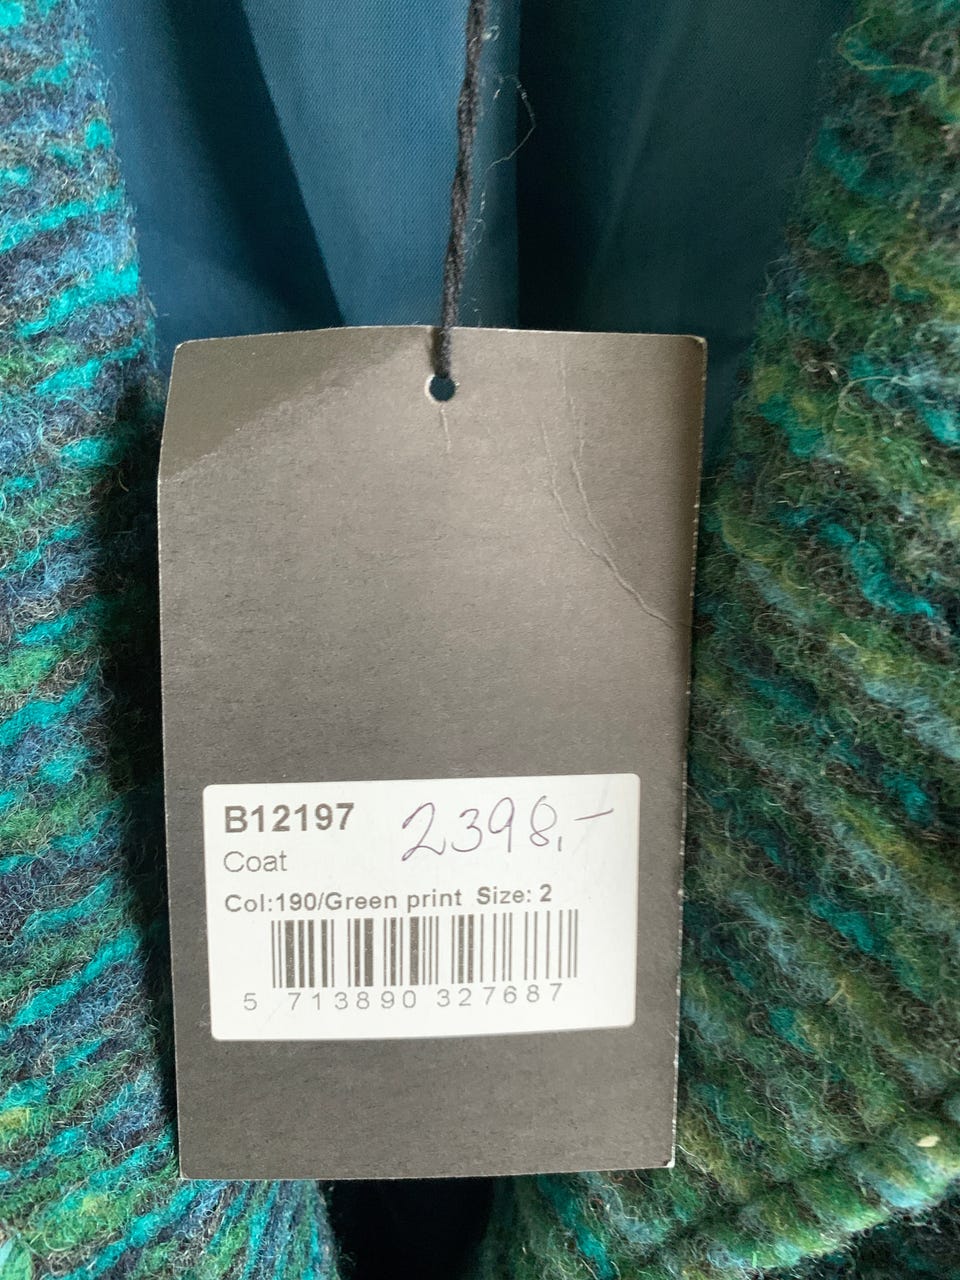 B12197 2398,-
Coat
Col:190/Green print Size: 2
5 713890 327687